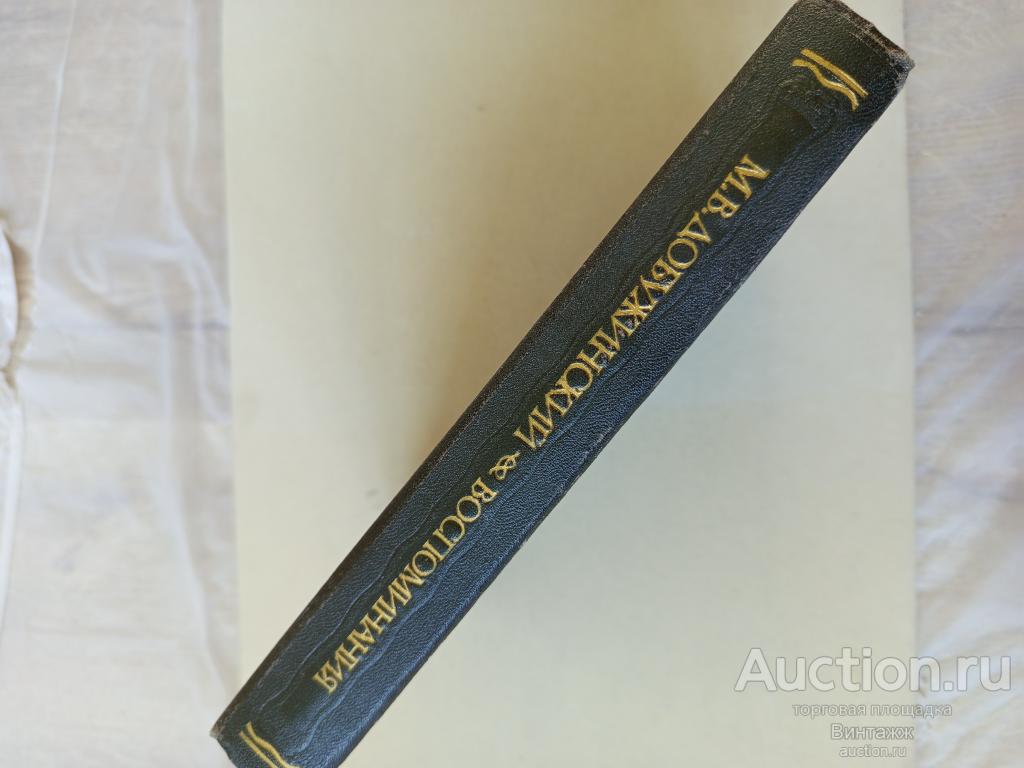 М.В.ДОБУЖИНСКИЙ ВОСПОМИНАНИЯ
Auction.ru
торговая площадка
Винтажж
auction.ru